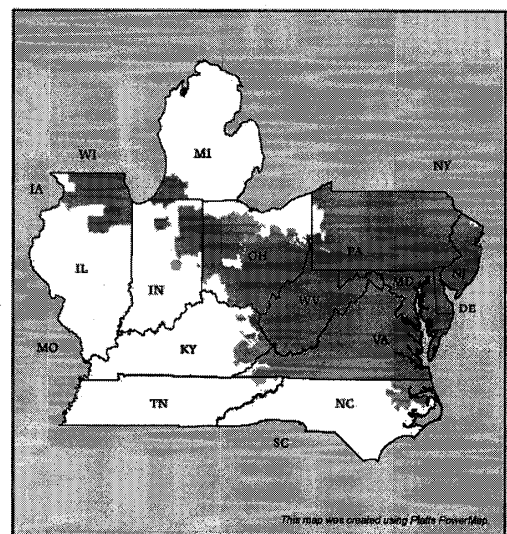 WI
MI
NY
IA
PA
OH
NJ
MD
IL
IN
WV
DE
VA
MO
KY
TN
NC
SC
This map was created using Platts PowerMap.